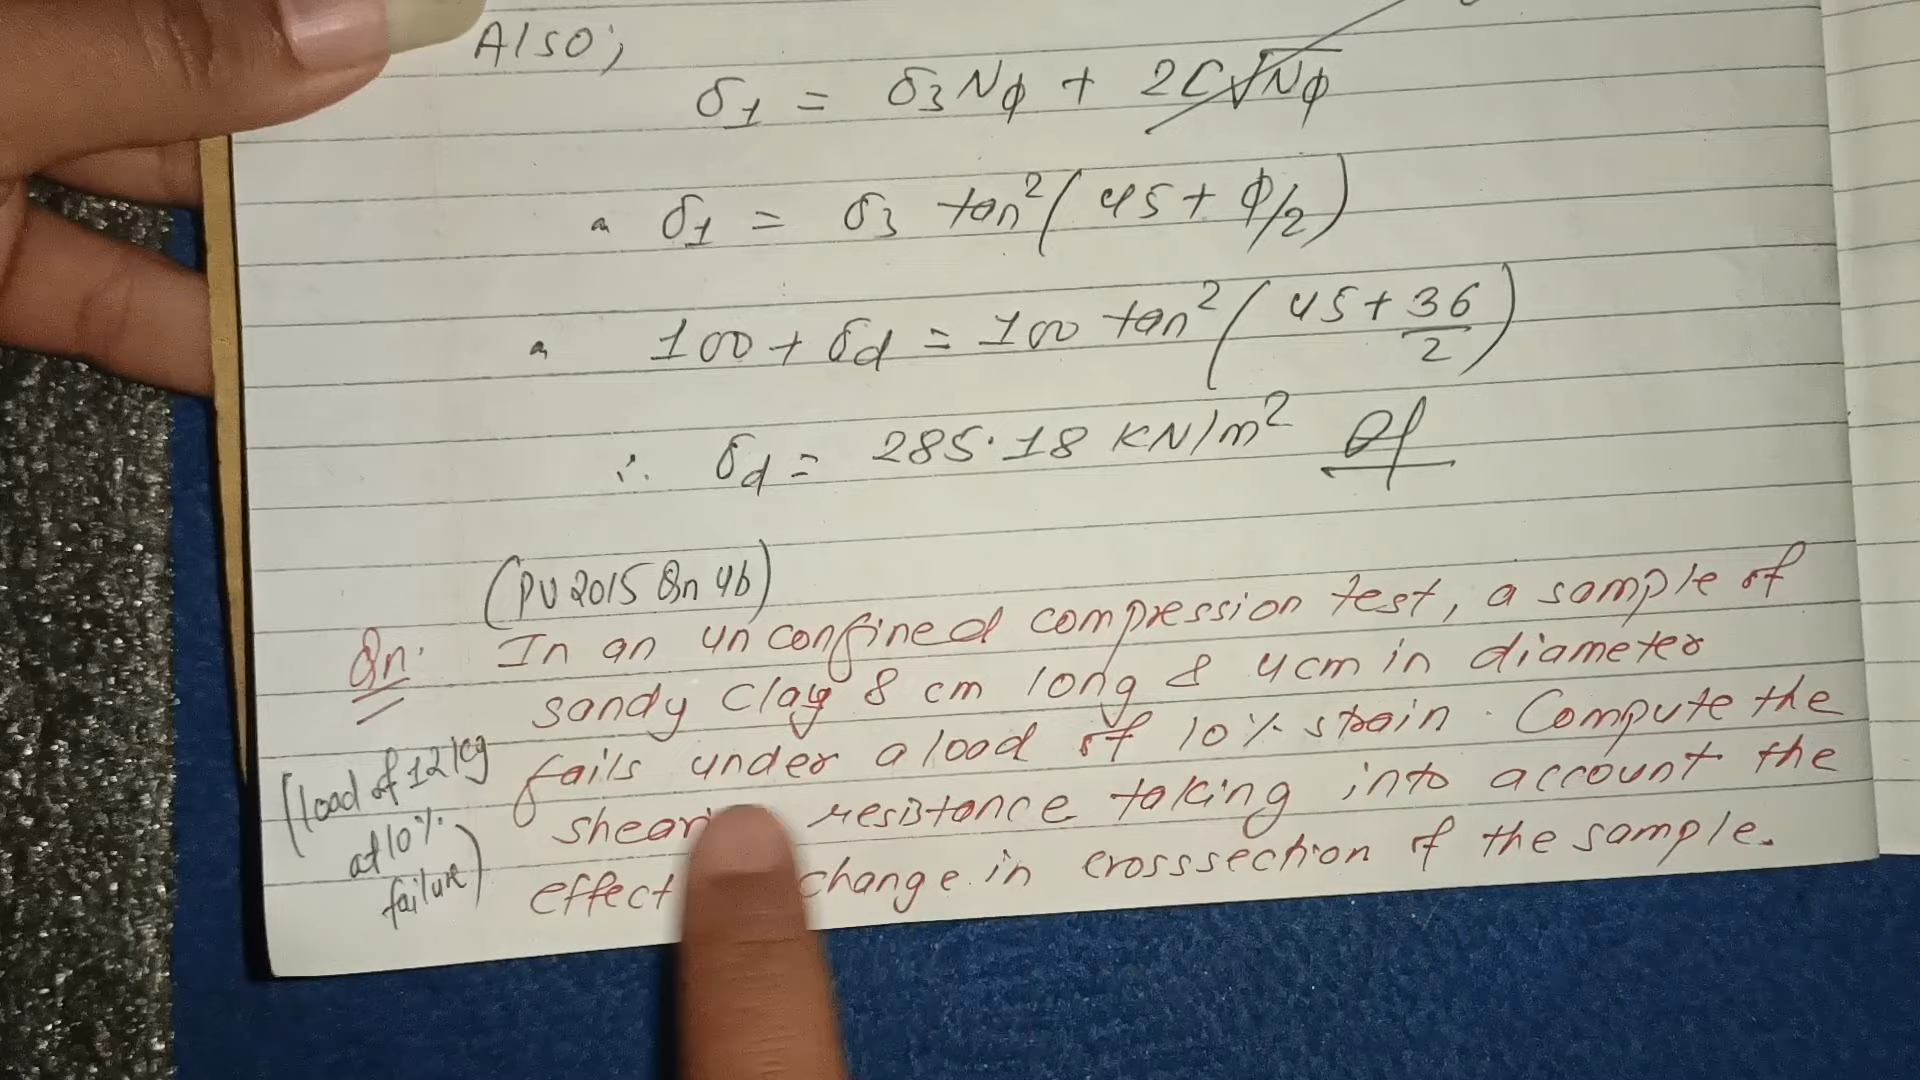 Also;
σ1 = σ3 Nφ + 2C√Nφ
σ1 = σ3 tan²(45 + φ/2)
100 + σd = 100 tan²(45 + 36/2)
∴ σd = 285.18 KN/m²
(PU 2015 Qn 4b)
Qn. In an unconfined compression test, a sample of
sandy clay 8 cm long & 4cm in diameter
fails under a load of 10% strain. Compute the
resistance taking into account the
effect change in crosssection of the sample.
(load of 12 kg
at 10%
failure)